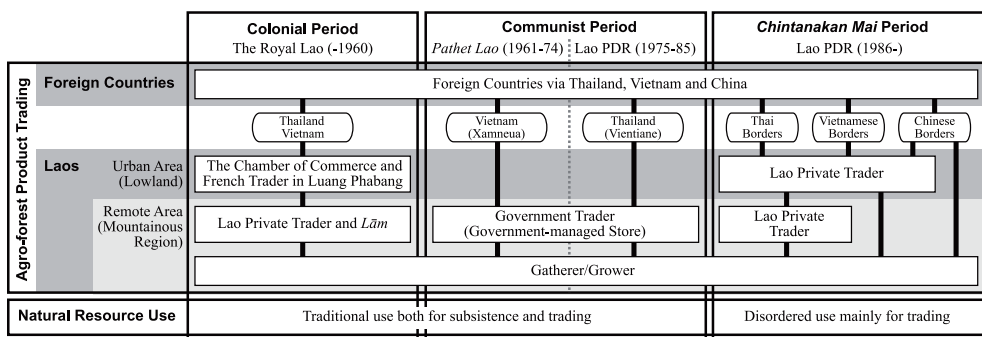 Colonial Period
The Royal Lao (-1960)
Communist Period
Pathet Lao (1961-74)
Lao PDR (1975-85)
Chintanakan Mai Period
Lao PDR (1986-)
Agro-forest Product Trading
Foreign Countries
Foreign Countries via Thailand, Vietnam and China
Thailand
Vietnam
Vietnam
(Xamneua)
Thailand
(Vientiane)
Thai
Borders
Vietnamese
Borders
Chinese
Borders
Laos
Urban Area
(Lowland)
The Chamber of Commerce and
French Trader in Luang Phabang
Lao Private Trader
Remote Area
(Mountainous
Region)
Lao Private Trader and Lām
Government Trader
(Government-managed Store)
Lao Private
Trader
Gatherer/Grower
Natural Resource Use
Traditional use both for subsistence and trading
Disordered use mainly for trading